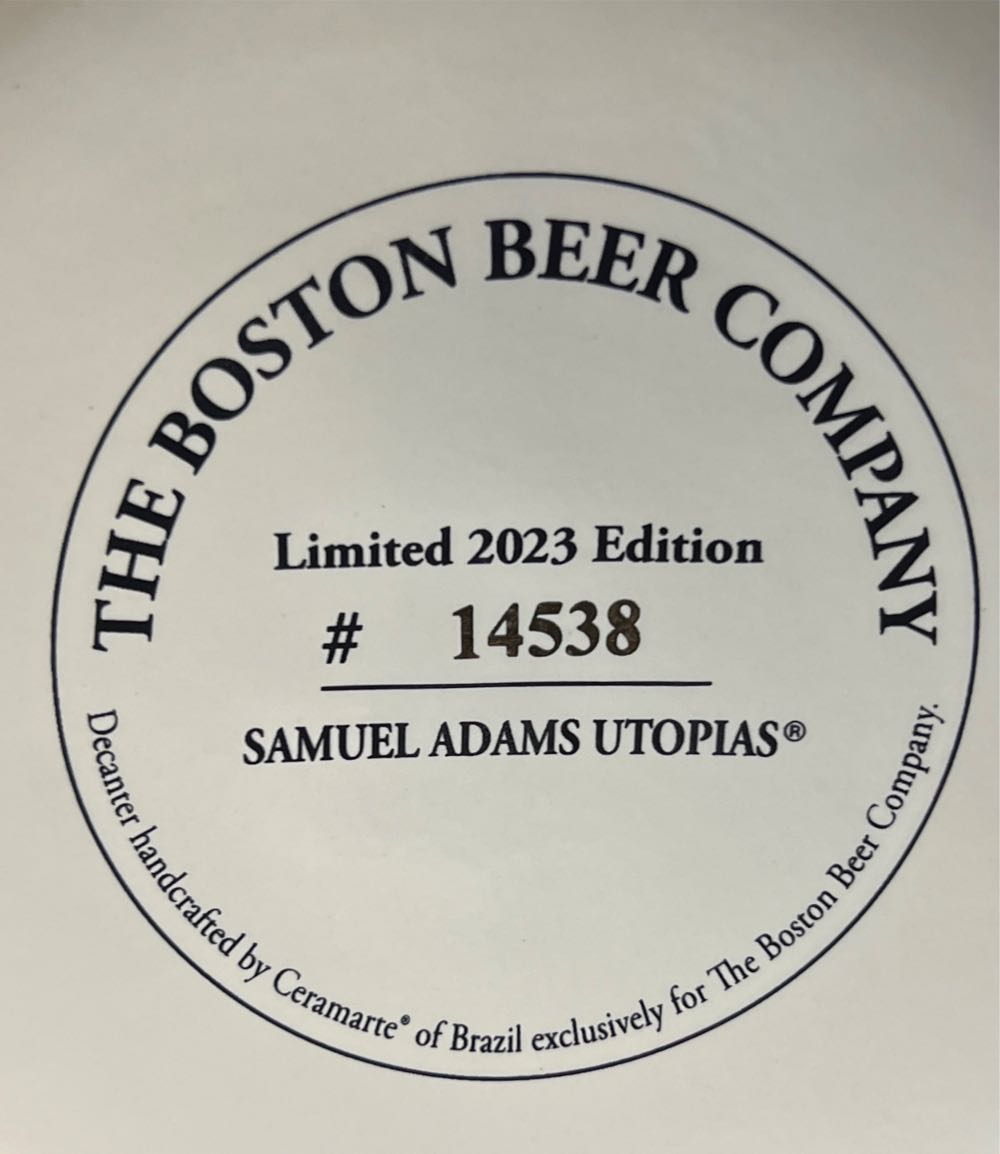 THE BOSTON BEER COMPANY
Limited 2023 Edition
# 14538
SAMUEL ADAMS UTOPIAS®
Decanter handcrafted by Ceramarte® of Brazil exclusively for The Boston Beer Company.